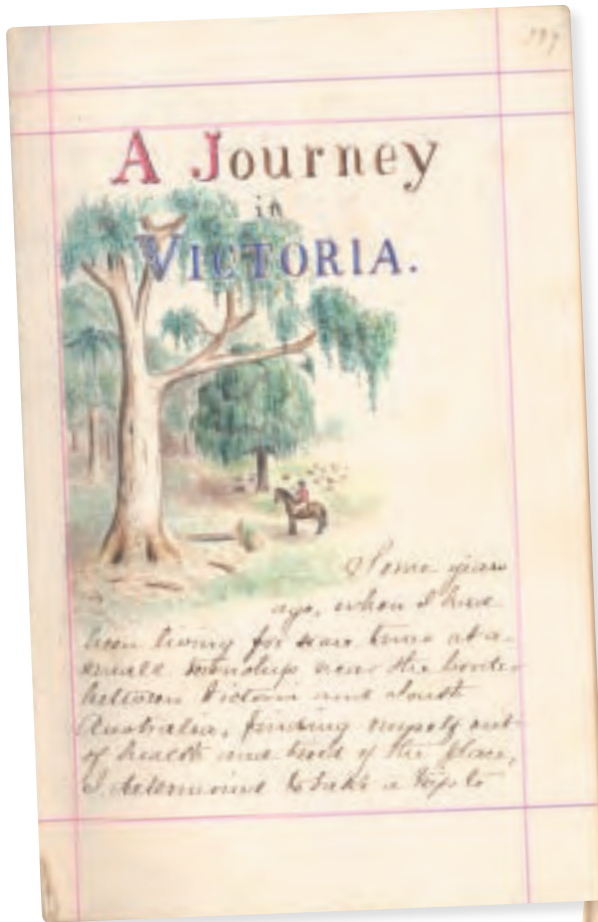 A Journey
in
VICTORIA.
Some years
ago, when I had
been living for some time at a
small township near the border
between Victoria and South
Australia, finding myself out
of health and tired of the place,
I determined to take a trip to